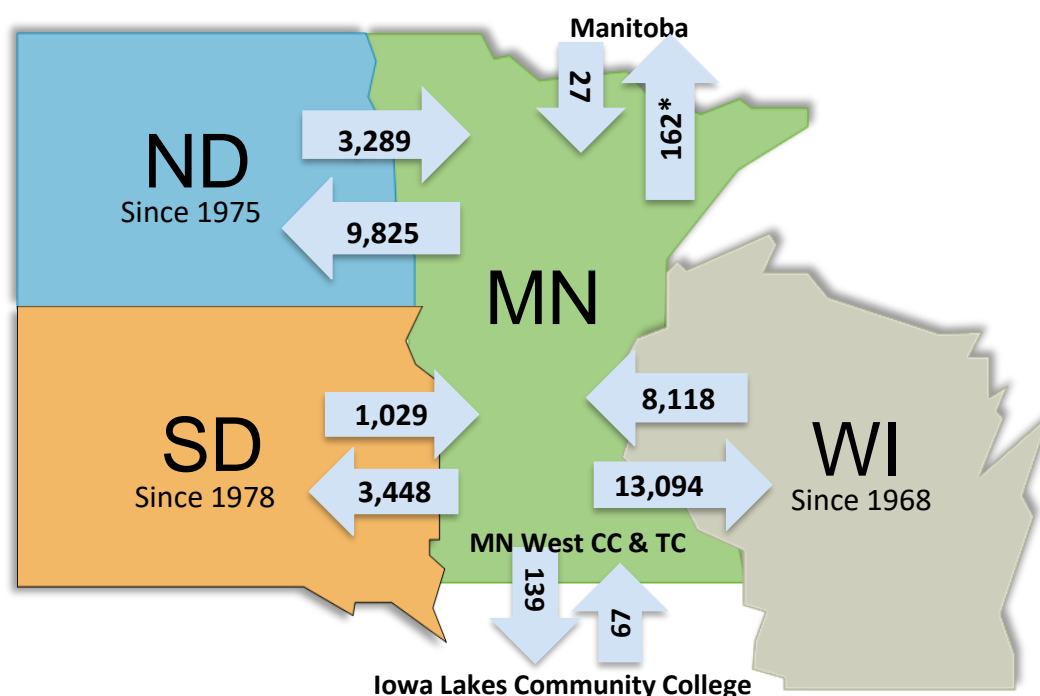 Manitoba
27
162*
3,289
ND
Since 1975
9,825
MN
1,029
8,118
SD
Since 1978
3,448
13,094
WI
Since 1968
MN West CC & TC
139
67
Iowa Lakes Community College